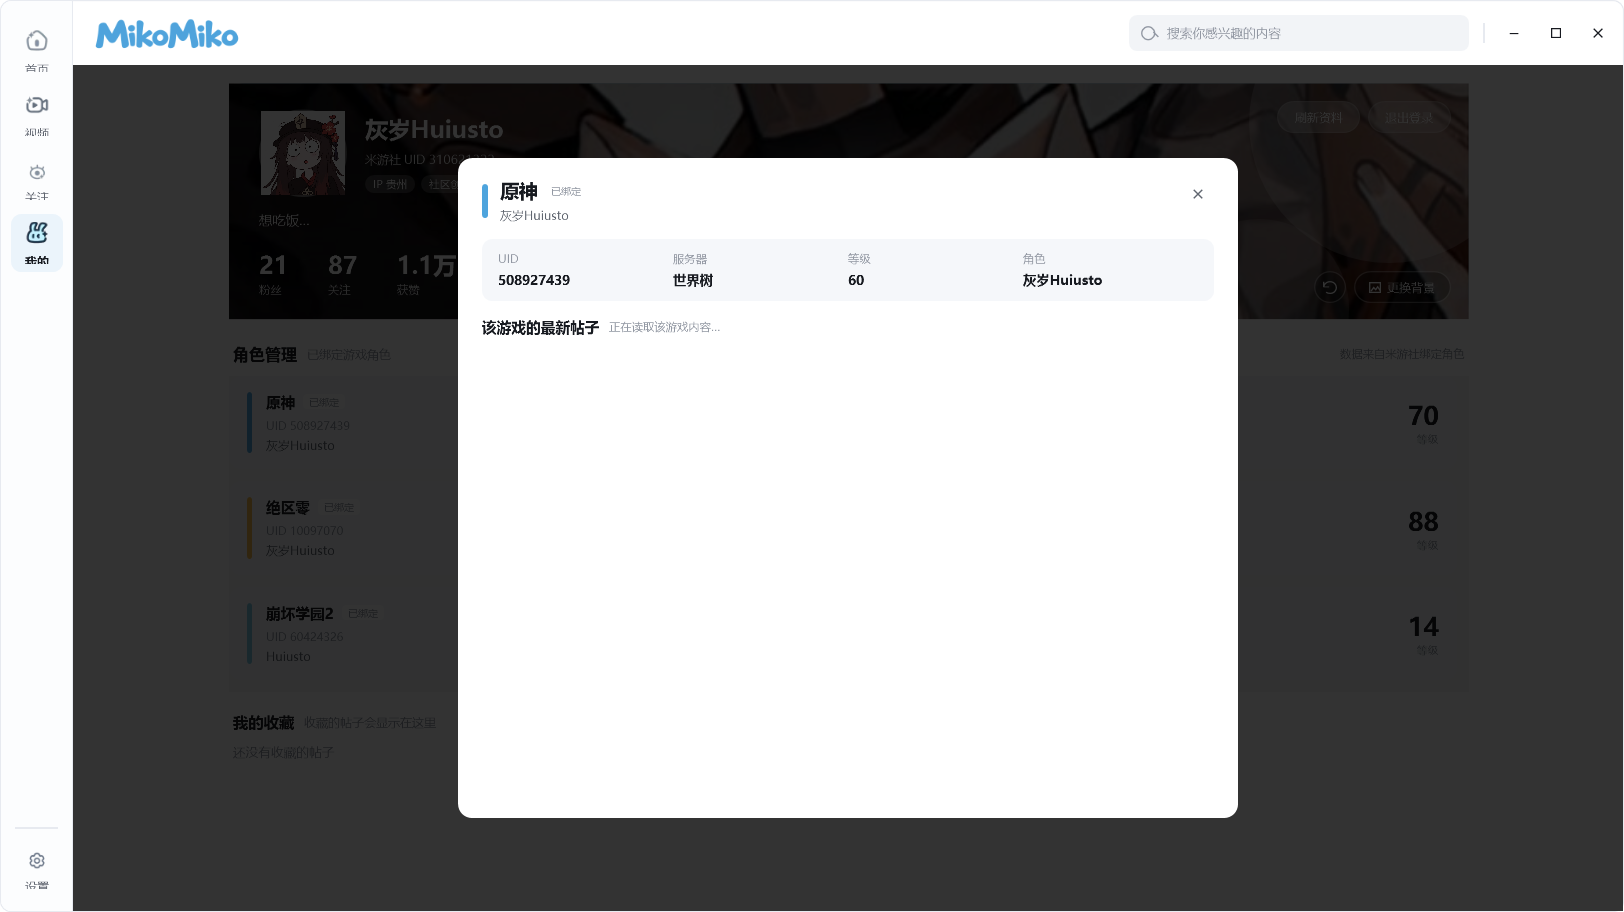 MikoMiko
搜索你感兴趣的内容
首页
视频
关注
我的
设置
灰岁Huiusto
米游社 UID
IP 贵州
刷新资料
退出登录
想吃饭...
21
粉丝
87
关注
1.1万
获赞
更换背景
角色管理 已绑定游戏角色
数据来自米游社绑定角色
原神 已绑定
UID 508927439
灰岁Huiusto
70
等级
绝区零 已绑定
UID 10097070
灰岁Huiusto
88
等级
崩坏学园2 已绑定
UID 60424326
Huiusto
14
等级
我的收藏 收藏的帖子会显示在这里
还没有收藏的帖子
原神 已绑定
灰岁Huiusto
UID 服务器 等级 角色
508927439 世界树 60 灰岁Huiusto
该游戏的最新帖子 正在读取该游戏内容...